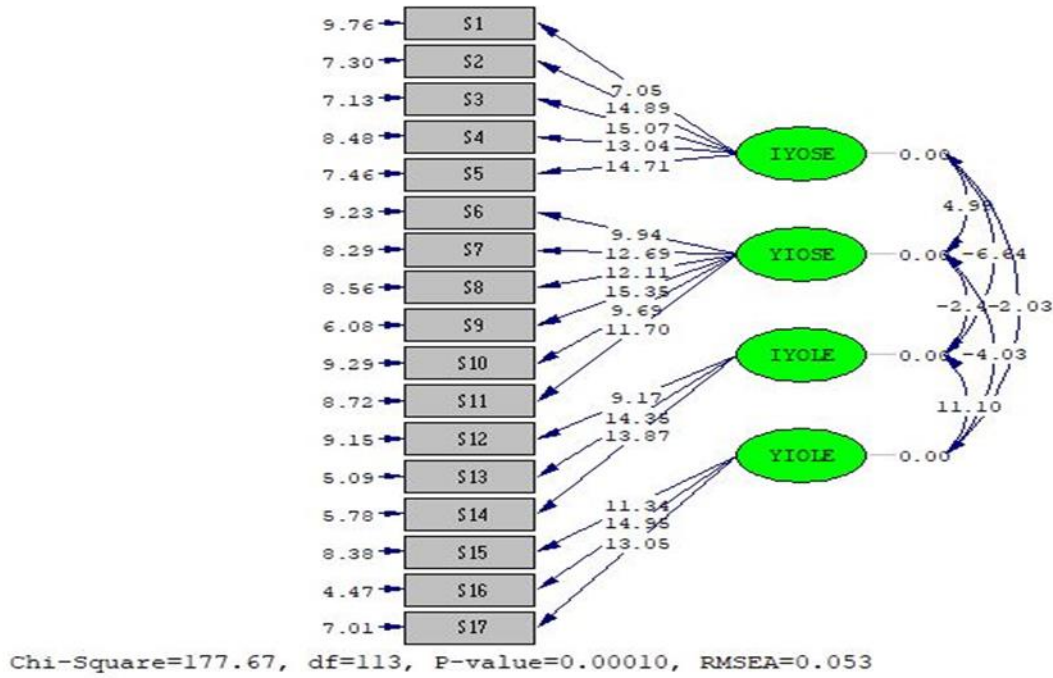 9.76 S1
7.30 S2 7.05
7.13 S3 14.89
15.07
8.48 S4 13.04 IYOSE 0.00
7.46 S5 14.71
9.23 S6 4.9
8.29 S7 9.94
12.69 YIOSE 0.00 -6.64
8.56 S8 12.11
6.08 S9 15.35 -2.4 -2.03
9.69
9.29 S10 11.70 IYOLE 0.00 -4.03
8.72 S11 9.17 11.10
9.15 S12 14.35
13.87 YIOLE 0.00
5.09 S13
5.78 S14 11.34
8.38 S15 14.95
13.05
4.47 S16
7.01 S17
Chi-Square=177.67, df=113, P-value=0.00010, RMSEA=0.053